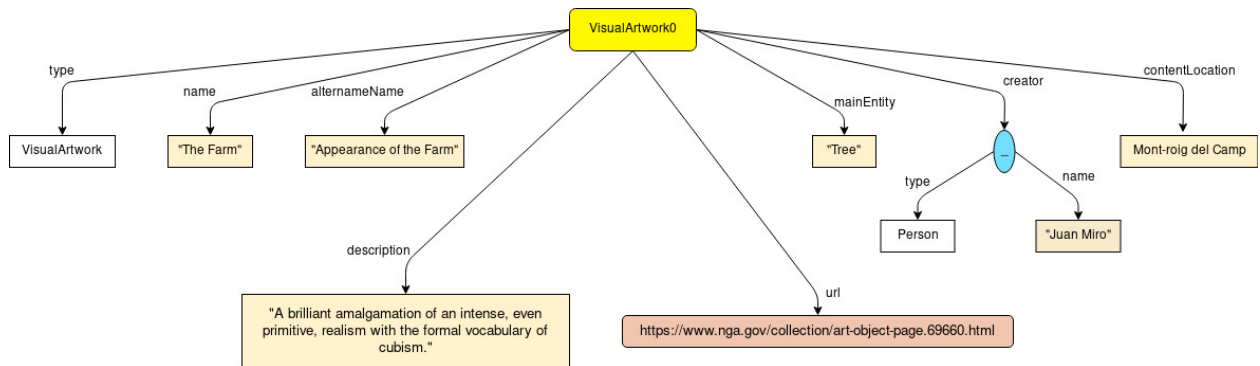 VisualArtwork0
type
name
alternameName
mainEntity
creator
contentLocation
VisualArtwork
"The Farm"
"Appearance of the Farm"
"Tree"
_
Mont-roig del Camp
type
name
Person
"Juan Miro"
description
url
"A brilliant amalgamation of an intense, even
primitive, realism with the formal vocabulary of
cubism."
https://www.nga.gov/collection/art-object-page.69660.html